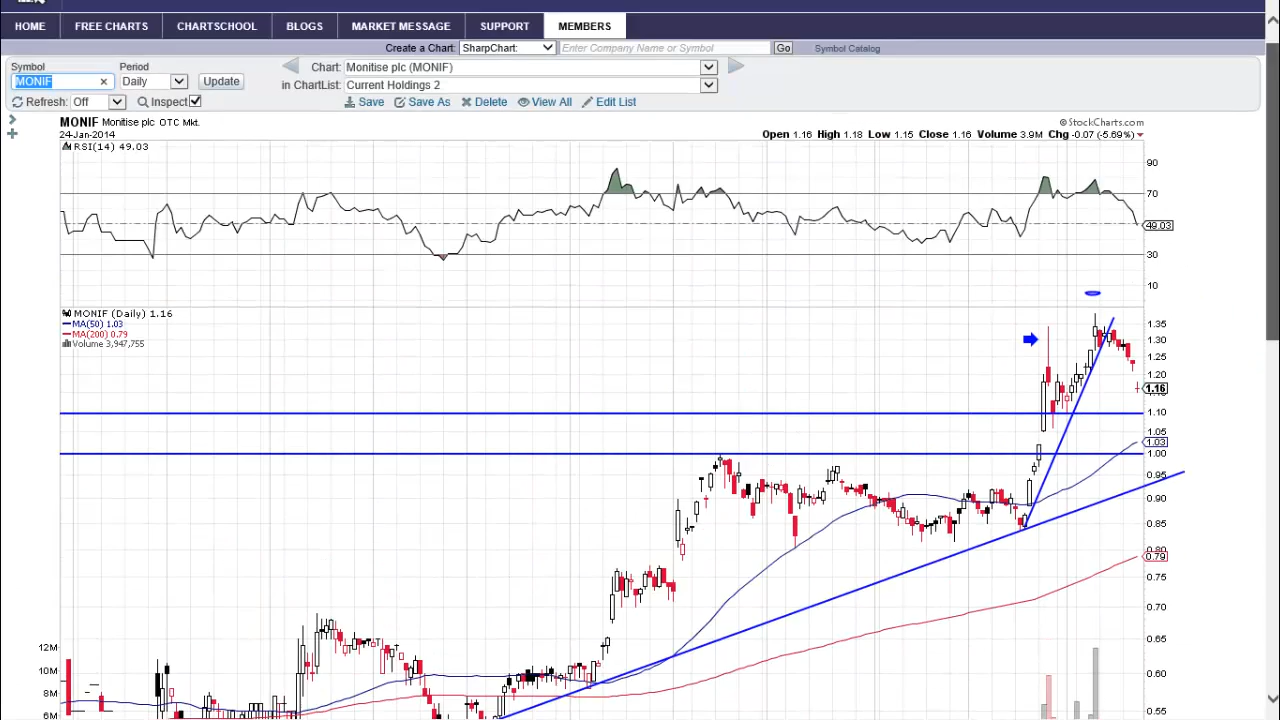 HOME FREE CHARTS CHARTSCHOOL BLOGS MARKET MESSAGE SUPPORT MEMBERS
Create a Chart: SharpChart: Enter Company Name or Symbol Go Symbol Catalog
Symbol Period Chart: Monitise plc (MONIF)
MONIF × Daily Update in ChartList: Current Holdings 2
Refresh: Off Inspect Save Save As Delete View All Edit List
MONIF Monitise plc OTC Mkt. © StockCharts.com
24-Jan-2014 Open 1.16 High 1.18 Low 1.15 Close 1.16 Volume 3.9M Chg -0.07 (-5.69%)
RSI(14) 49.03
90
70
49.03
30
10
MONIF (Daily) 1.16
MA(50) 1.03
MA(200) 0.79
Volume 3,947,755
1.35
1.30
1.25
1.20
1.16
1.10
1.05
1.03
1.00
0.95
0.90
0.85
0.80
0.79
0.75
0.70
0.65
12M
10M
0.60
8M
0.55
6M